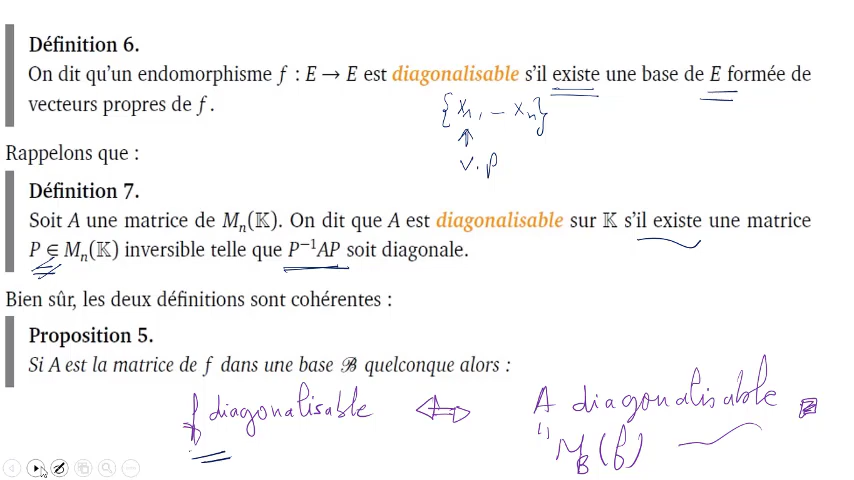 Définition 6.
On dit qu'un endomorphisme f : E → E est diagonalisable s'il existe une base de E formée de
vecteurs propres de f.
{x₁, – xₙ}
v.p
Rappelons que :
Définition 7.
Soit A une matrice de Mₙ(𝕂). On dit que A est diagonalisable sur 𝕂 s'il existe une matrice
P ∈ Mₙ(𝕂) inversible telle que P⁻¹AP soit diagonale.
Bien sûr, les deux définitions sont cohérentes :
Proposition 5.
Si A est la matrice de f dans une base ℬ quelconque alors :
f diagonalisable ⟺ A diagonalisable
M_B(f)